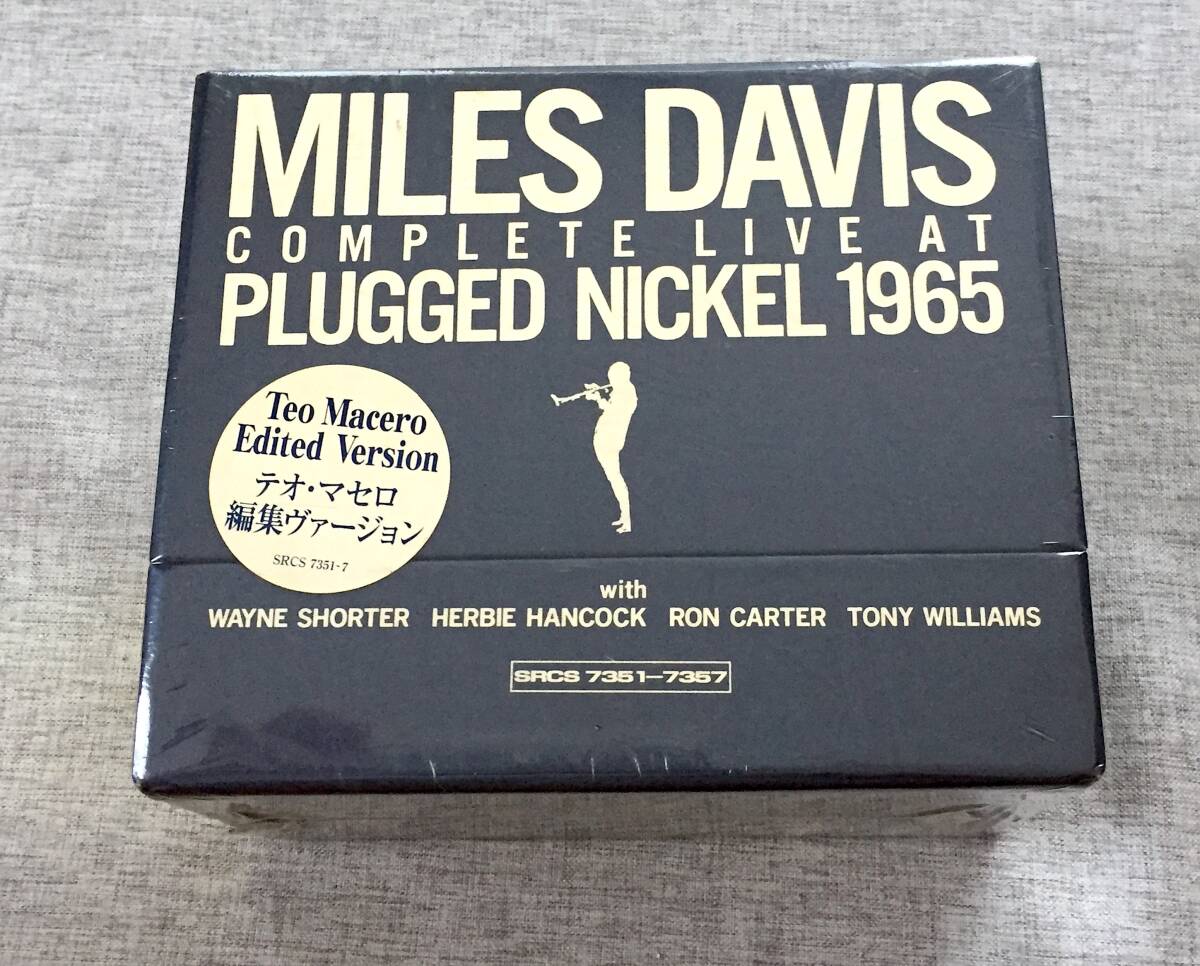 MILES DAVIS
COMPLETE LIVE AT
PLUGGED NICKEL 1965
Teo Macero
Edited Version
テオ・マセロ
編集ヴァージョン
SRCS 7351-7
with
WAYNE SHORTER HERBIE HANCOCK RON CARTER TONY WILLIAMS
SRCS 7351-7357